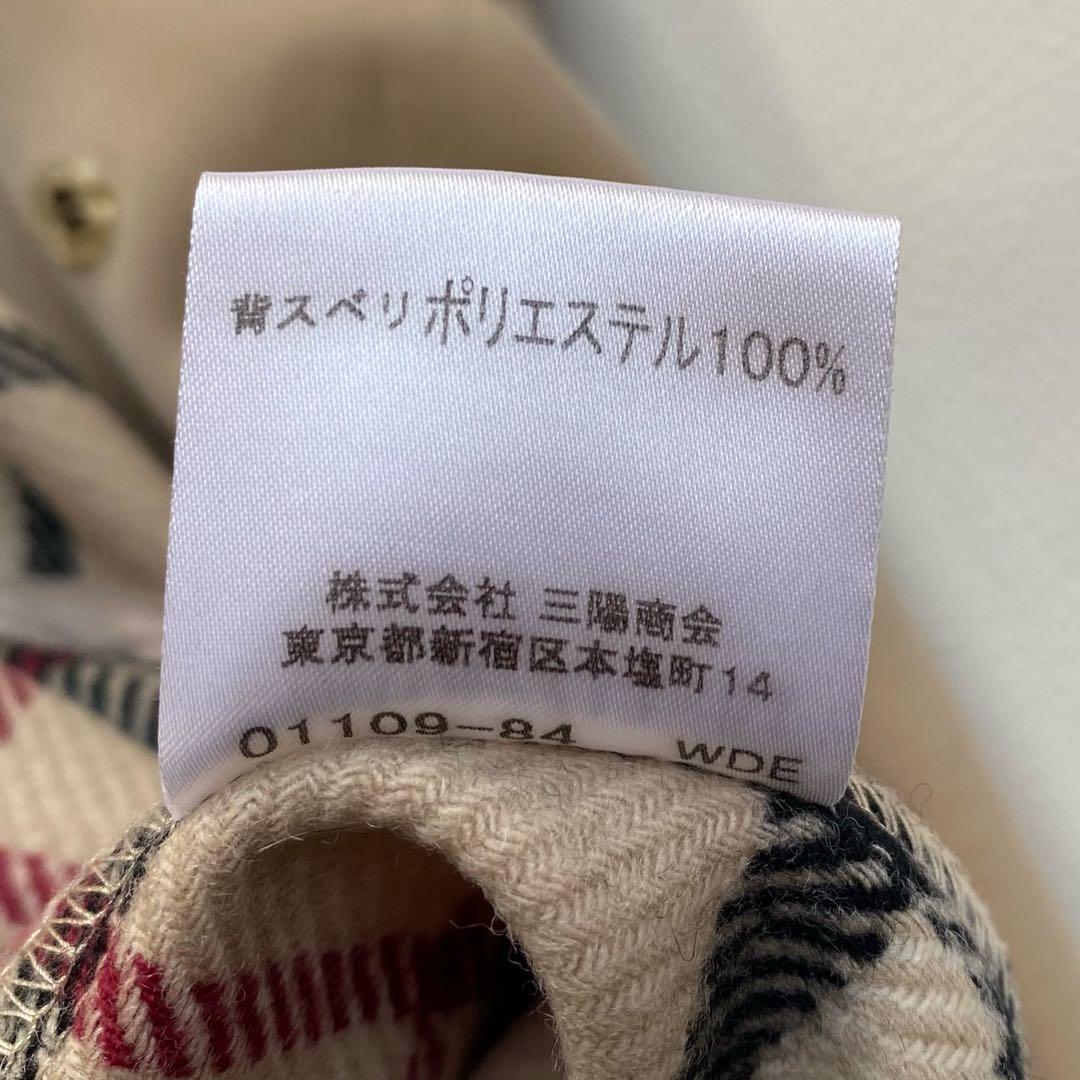 背スベリポリエステル100%
株式会社 三陽商会
東京都新宿区本塩町14
01109-84 WDE